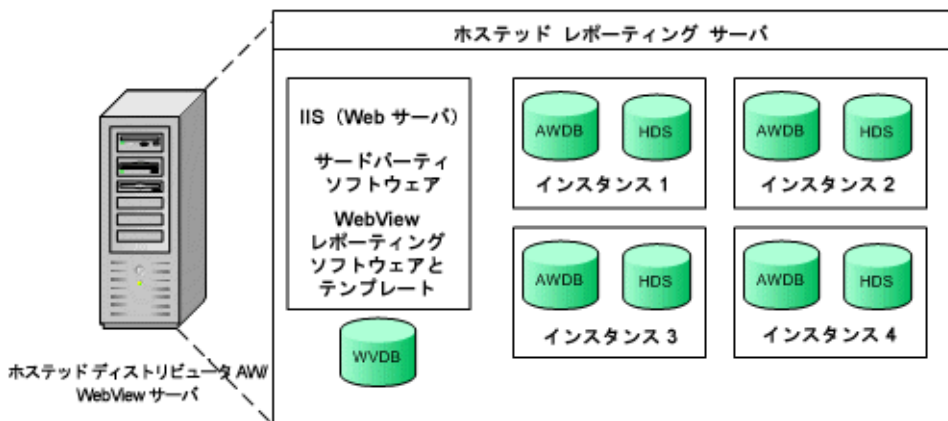 ホステッド レポーティング サーバ
IIS（Web サーバ）
サードパーティ
ソフトウェア
WebView
レポーティング
ソフトウェアと
テンプレート
WVDB
AWDB
HDS
インスタンス 1
AWDB
HDS
インスタンス 2
AWDB
HDS
インスタンス 3
AWDB
HDS
インスタンス 4
ホステッド ディストリビュータ AW/
WebView サーバ